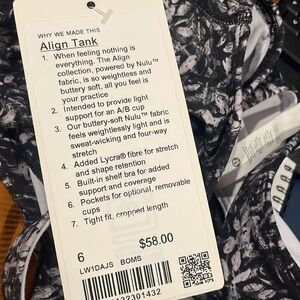 WHY WE MADE THIS
Align Tank
1. When feeling nothing is
everything. The Align
collection, powered by Nulu™
fabric, is so weightless and
buttery soft, all you feel is
your practice
2. Intended to provide light
support for an A/B cup
3. Our buttery-soft Nulu™ fabric
feels weightlessly light and is
sweat-wicking and four-way
stretch
4. Added Lycra® fibre for stretch
and shape retention
5. Built-in shelf bra for added
support and coverage
6. Pockets for optional, removable
cups
7. Tight fit, cropped length
6 $58.00
LW1DAJS BOMS
32301432